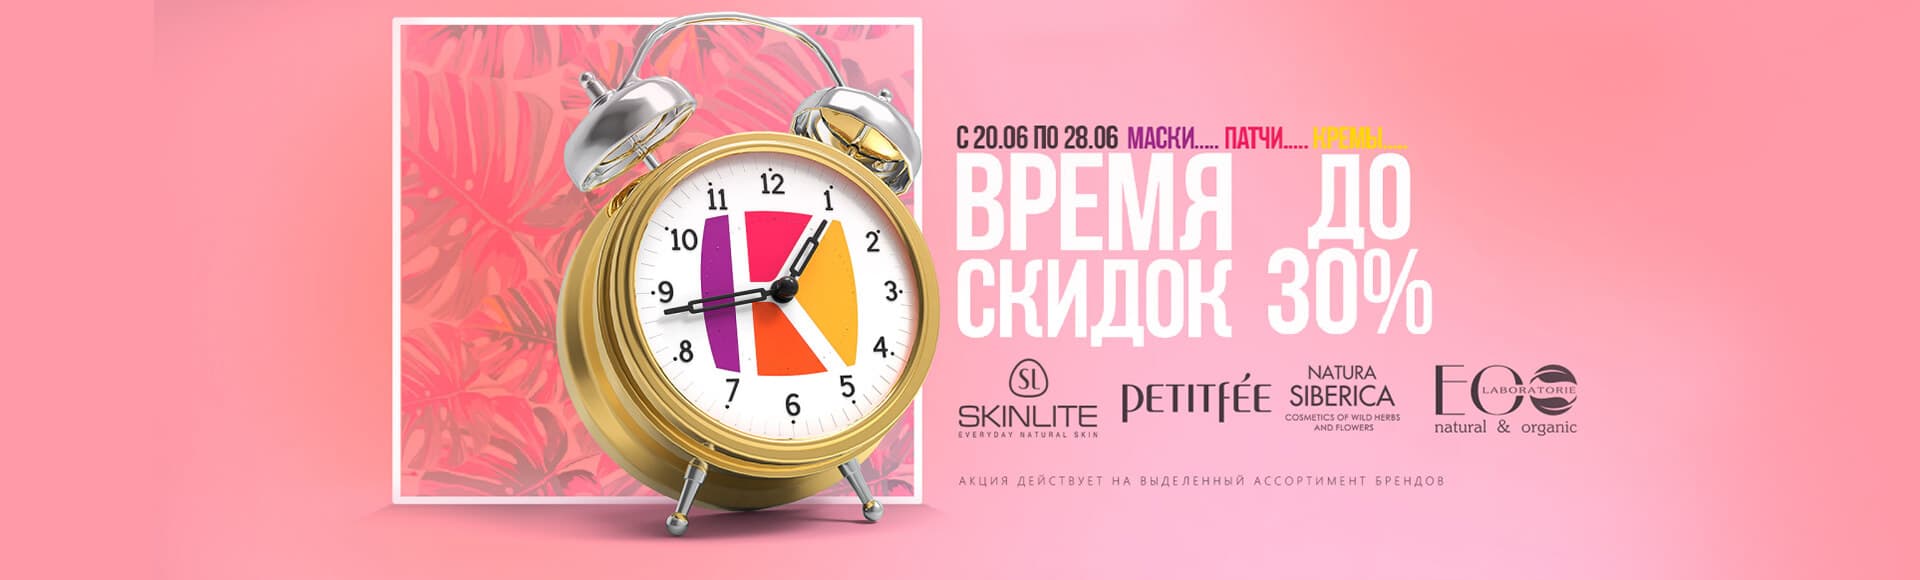 12
11
1
10
2
9
3
8
4
7
5
6
С 20.06 ПО 28.06 МАСКИ..... ПАТЧИ..... КРЕМЫ.....
ВРЕМЯ ДО
СКИДОК 30%
SL
SKINLITE
EVERYDAY NATURAL SKIN
PETITFÉE
NATURA
SIBERICA
COSMETICS OF WILD HERBS
AND FLOWERS
ECO
LABORATORIE
natural & organic
АКЦИЯ ДЕЙСТВУЕТ НА ВЫДЕЛЕННЫЙ АССОРТИМЕНТ БРЕНДОВ